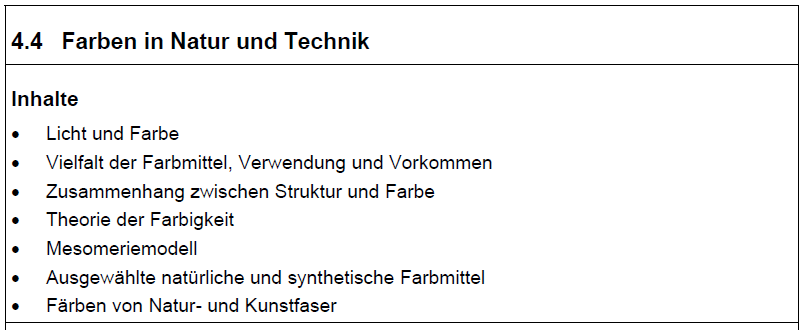 4.4 Farben in Natur und Technik
Inhalte
• Licht und Farbe
• Vielfalt der Farbmittel, Verwendung und Vorkommen
• Zusammenhang zwischen Struktur und Farbe
• Theorie der Farbigkeit
• Mesomeriemodell
• Ausgewählte natürliche und synthetische Farbmittel
• Färben von Natur- und Kunstfaser